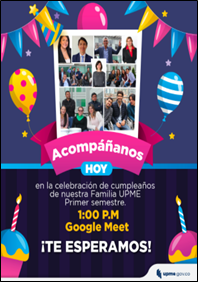 Acompáñanos
HOY
en la celebración de cumpleaños
de nuestra Familia UPME
Primer semestre.
1:00 P.M
Google Meet
¡TE ESPERAMOS!
upme.gov.co